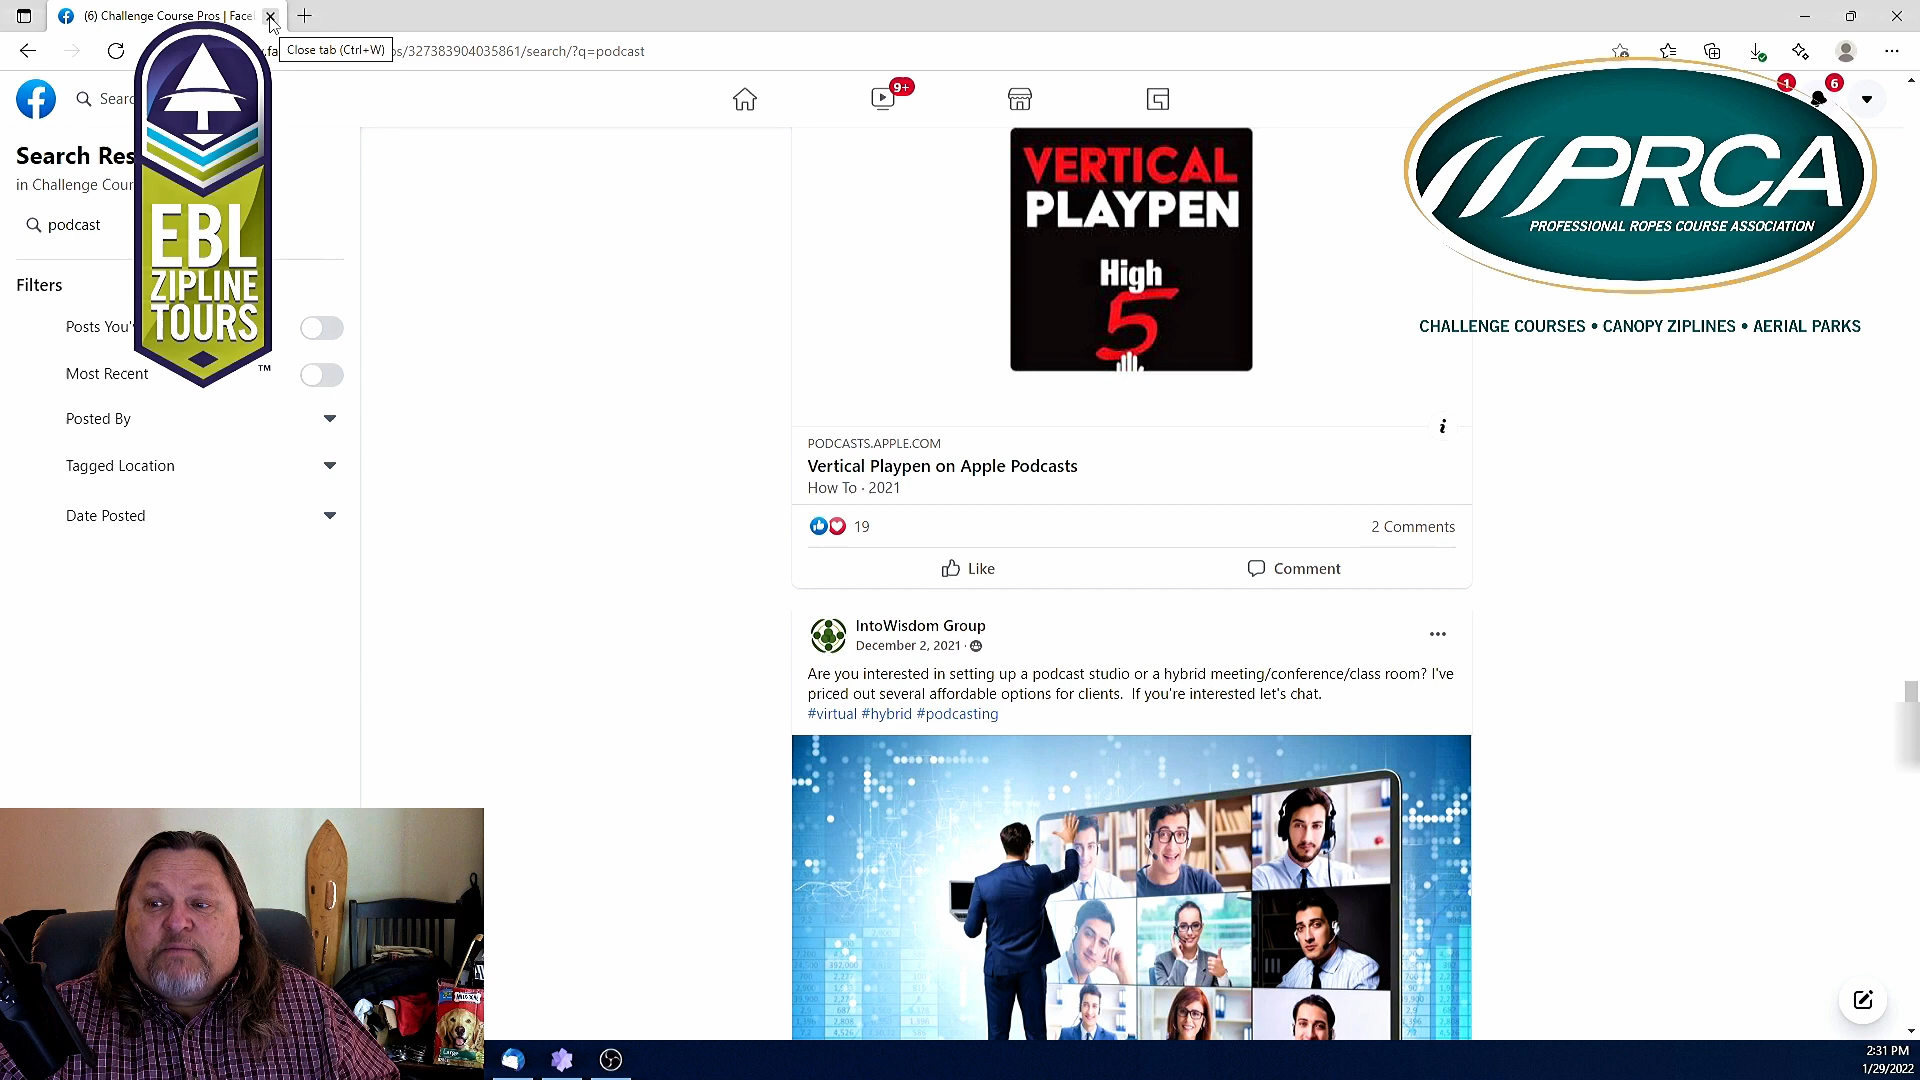 (6) Challenge Course Pros | Face
Close tab (Ctrl+W)
/327383904035861/search/?q=podcast
Searc
9+
1
6
Search Res
in Challenge Cour
podcast
Filters
Posts You'
Most Recent
Posted By
Tagged Location
Date Posted
EBL
ZIPLINE
TOURS
™
VERTICAL
PLAYPEN
High
5
PRCA
PROFESSIONAL ROPES COURSE ASSOCIATION
CHALLENGE COURSES • CANOPY ZIPLINES • AERIAL PARKS
PODCASTS.APPLE.COM
Vertical Playpen on Apple Podcasts
How To · 2021
19
2 Comments
Like
Comment
IntoWisdom Group
December 2, 2021 ·
Are you interested in setting up a podcast studio or a hybrid meeting/conference/class room? I've
priced out several affordable options for clients. If you're interested let's chat.
#virtual #hybrid #podcasting
2:31 PM
1/29/2022